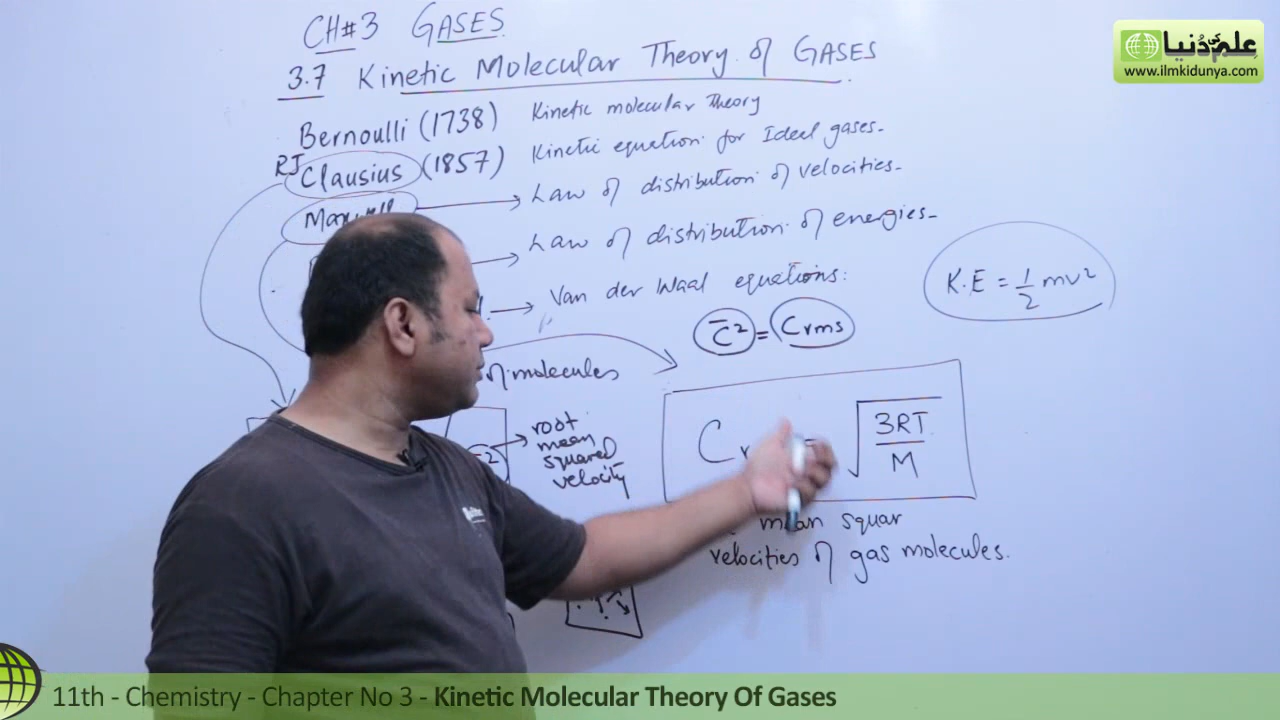 CH#3 GASES
3.7 Kinetic Molecular Theory of GASES
علم کی دُنیا
www.ilmkidunya.com
Bernoulli (1738) Kinetic molecular Theory
RJ Clausius (1857) Kinetic equation for Ideal gases.
Maxwell → Law of distribution of velocities.
→ Law of distribution of energies.
→ Van der Waal equations:
K.E = 1/2 mv²
C̄² = Crms
of molecules
C = √(3RT/M)
C̄² → root
mean
squared
velocity
mean squar
velocities of gas molecules.
11th - Chemistry - Chapter No 3 - Kinetic Molecular Theory Of Gases